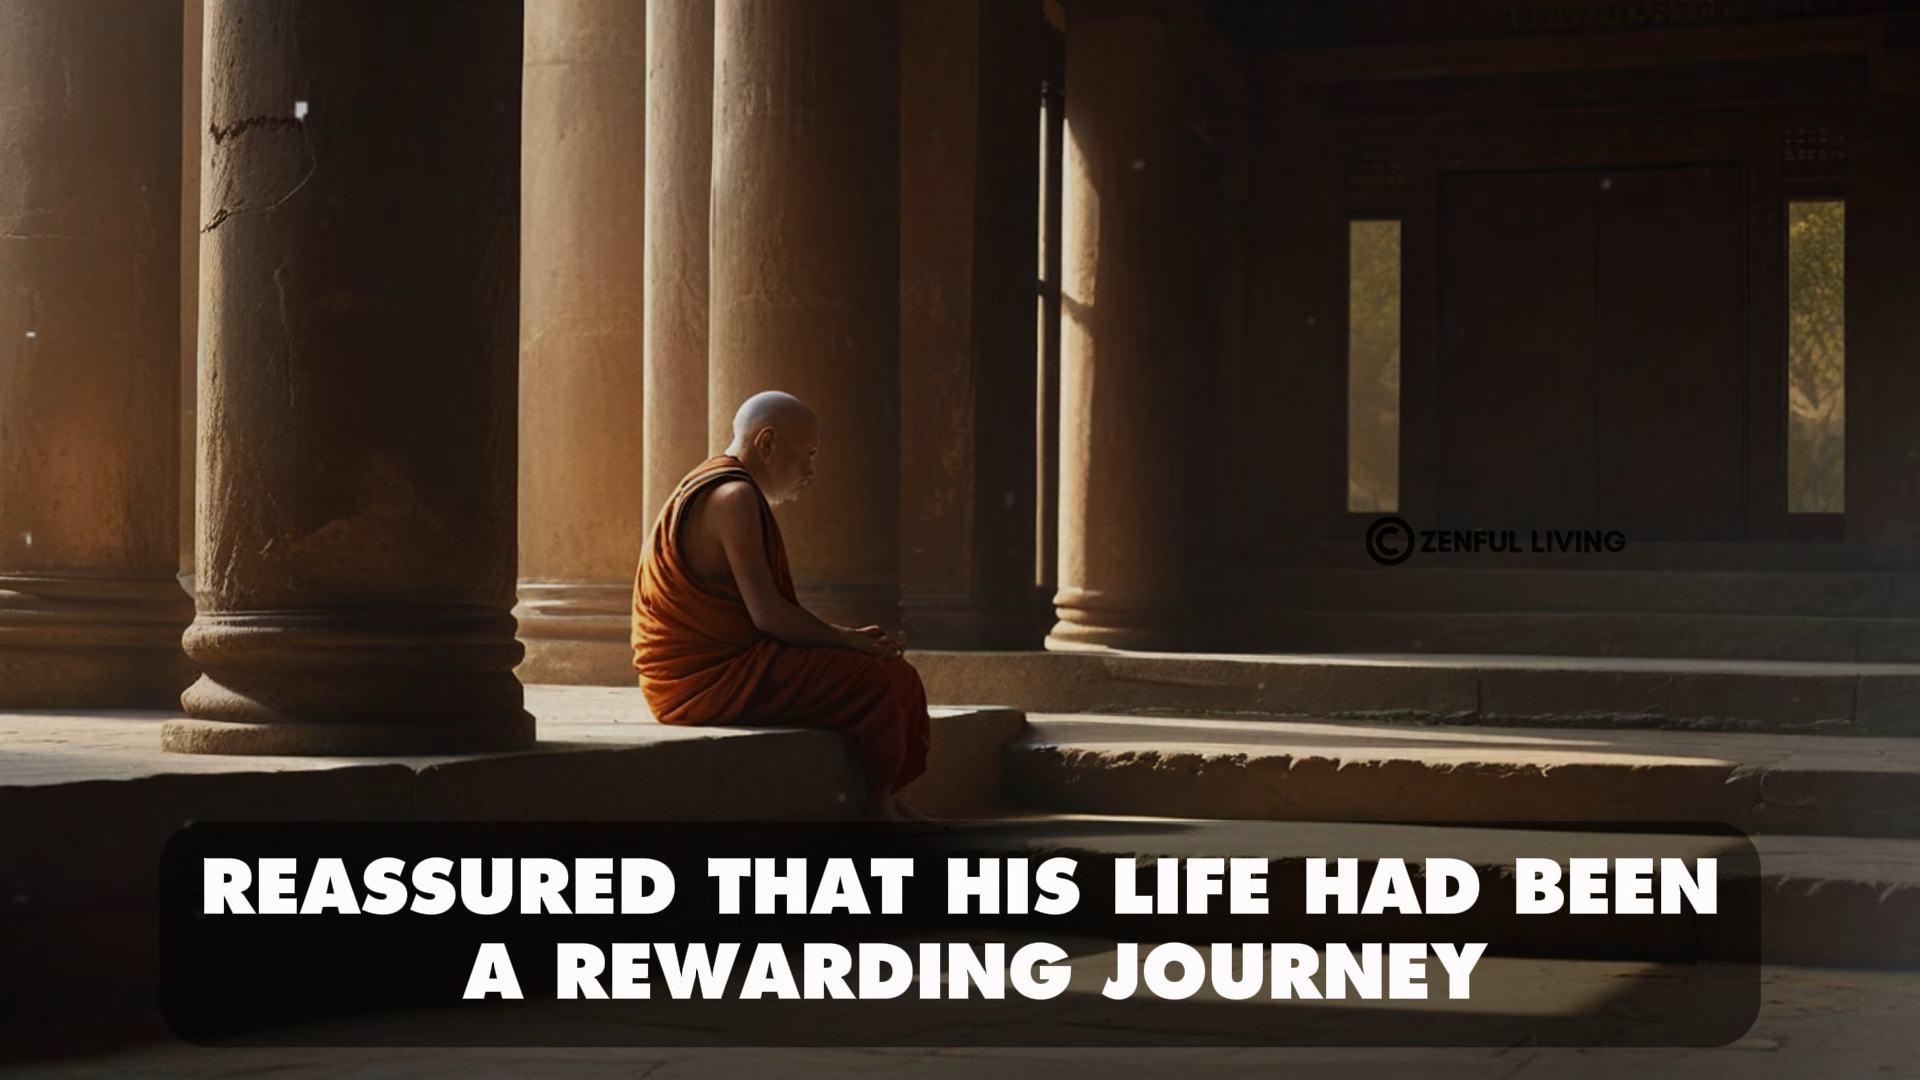 © ZENFUL LIVING
REASSURED THAT HIS LIFE HAD BEEN
A REWARDING JOURNEY